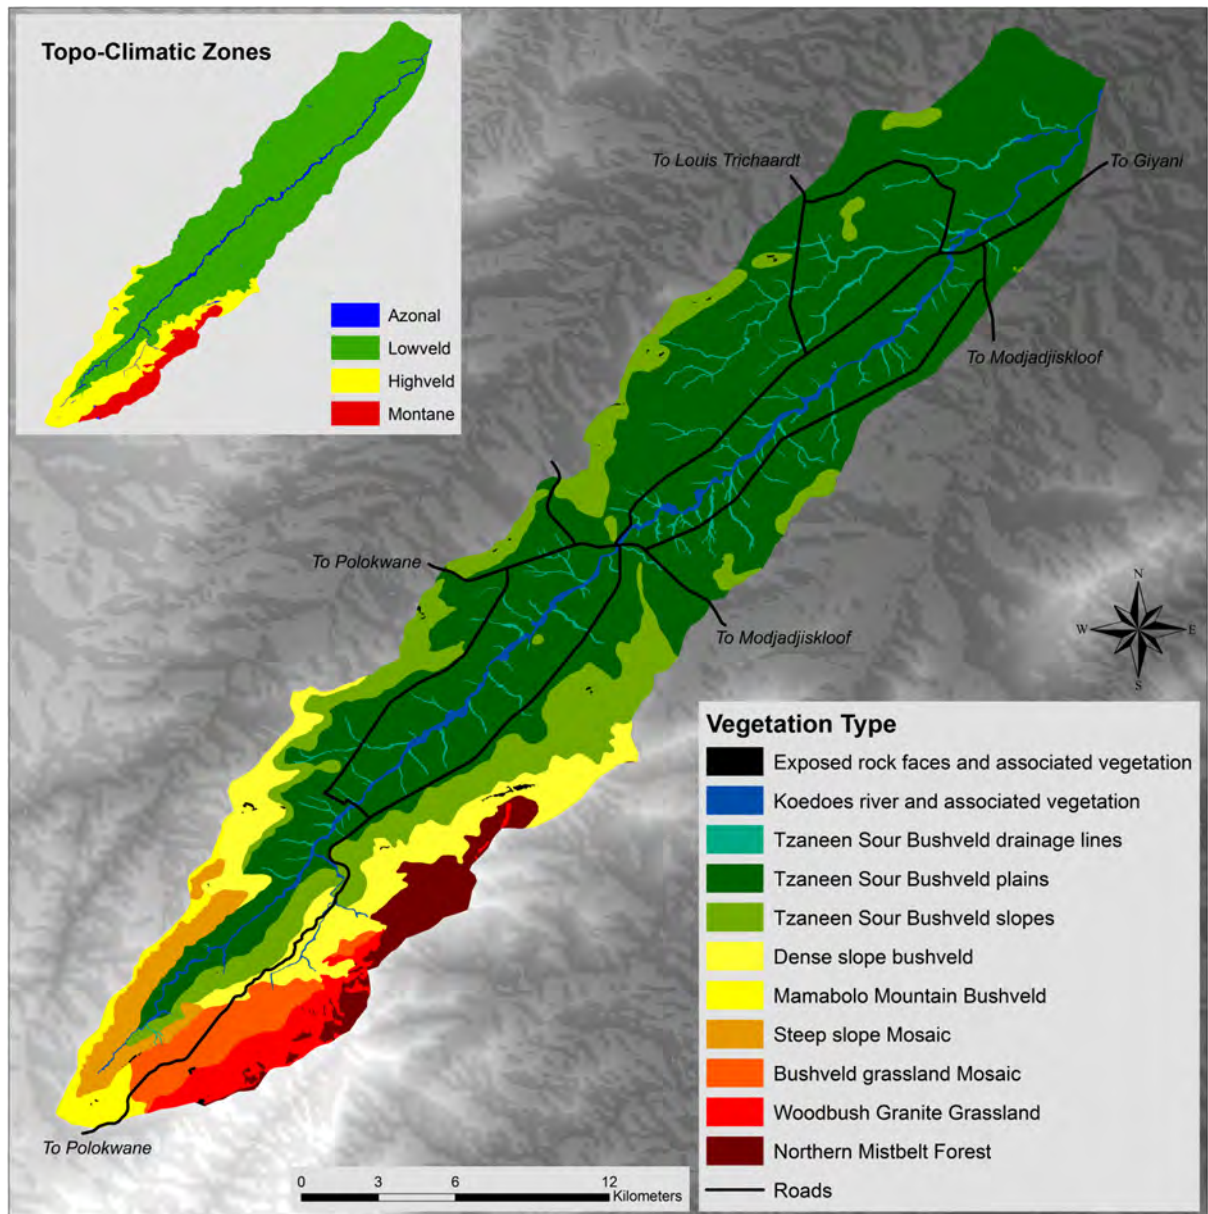 Topo-Climatic Zones
Azonal
Lowveld
Highveld
Montane
To Louis Trichaardt
To Giyani
To Modjadjiskloof
To Polokwane
To Modjadjiskloof
N
W
E
S
Vegetation Type
Exposed rock faces and associated vegetation
Koedoes river and associated vegetation
Tzaneen Sour Bushveld drainage lines
Tzaneen Sour Bushveld plains
Tzaneen Sour Bushveld slopes
Dense slope bushveld
Mamabolo Mountain Bushveld
Steep slope Mosaic
Bushveld grassland Mosaic
Woodbush Granite Grassland
Northern Mistbelt Forest
Roads
To Polokwane
0 3 6 12
Kilometers